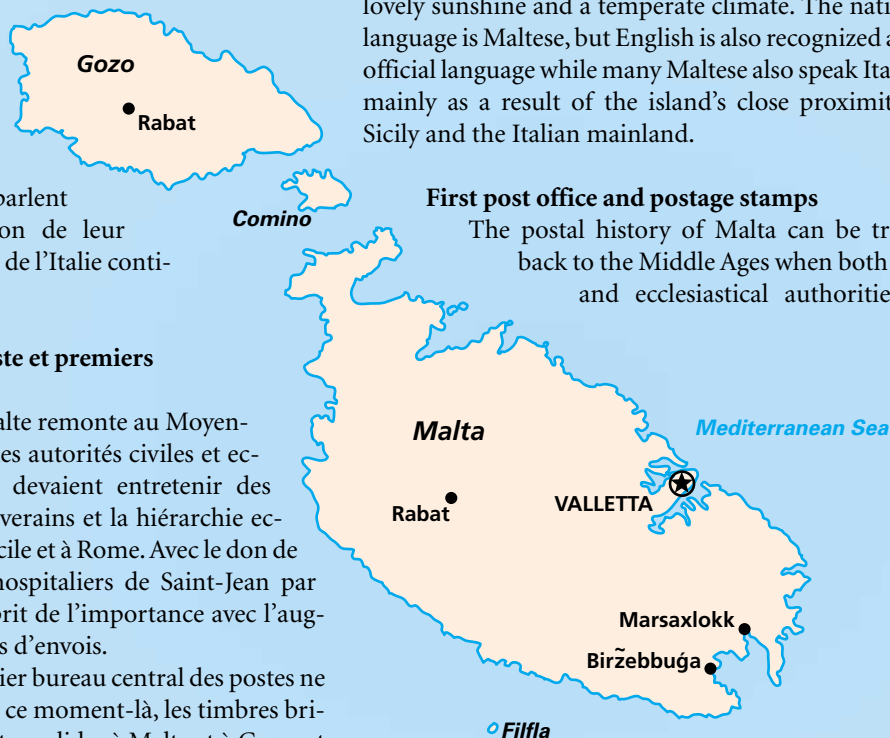 lovely sunshine and a temperate climate. The nati
language is Maltese, but English is also recognized a
official language while many Maltese also speak Ita
mainly as a result of the island’s close proximit
Sicily and the Italian mainland.
First post office and postage stamps
The postal history of Malta can be tr
back to the Middle Ages when both
and ecclesiastical authoritie
parlent
on de leur
de l’Italie conti-
ste et premiers
alte remonte au Moyen-
es autorités civiles et ec-
devaient entretenir des
verains et la hiérarchie ec-
cile et à Rome. Avec le don de
hospitaliers de Saint-Jean par
prit de l’importance avec l’aug-
s d’envois.
ier bureau central des postes ne
ce moment-là, les timbres bri-
Gozo
Rabat
Comino
Malta
Mediterranean Sea
Rabat
VALLETTA
Marsaxlokk
Birz̃ebbuǵa
Filfla